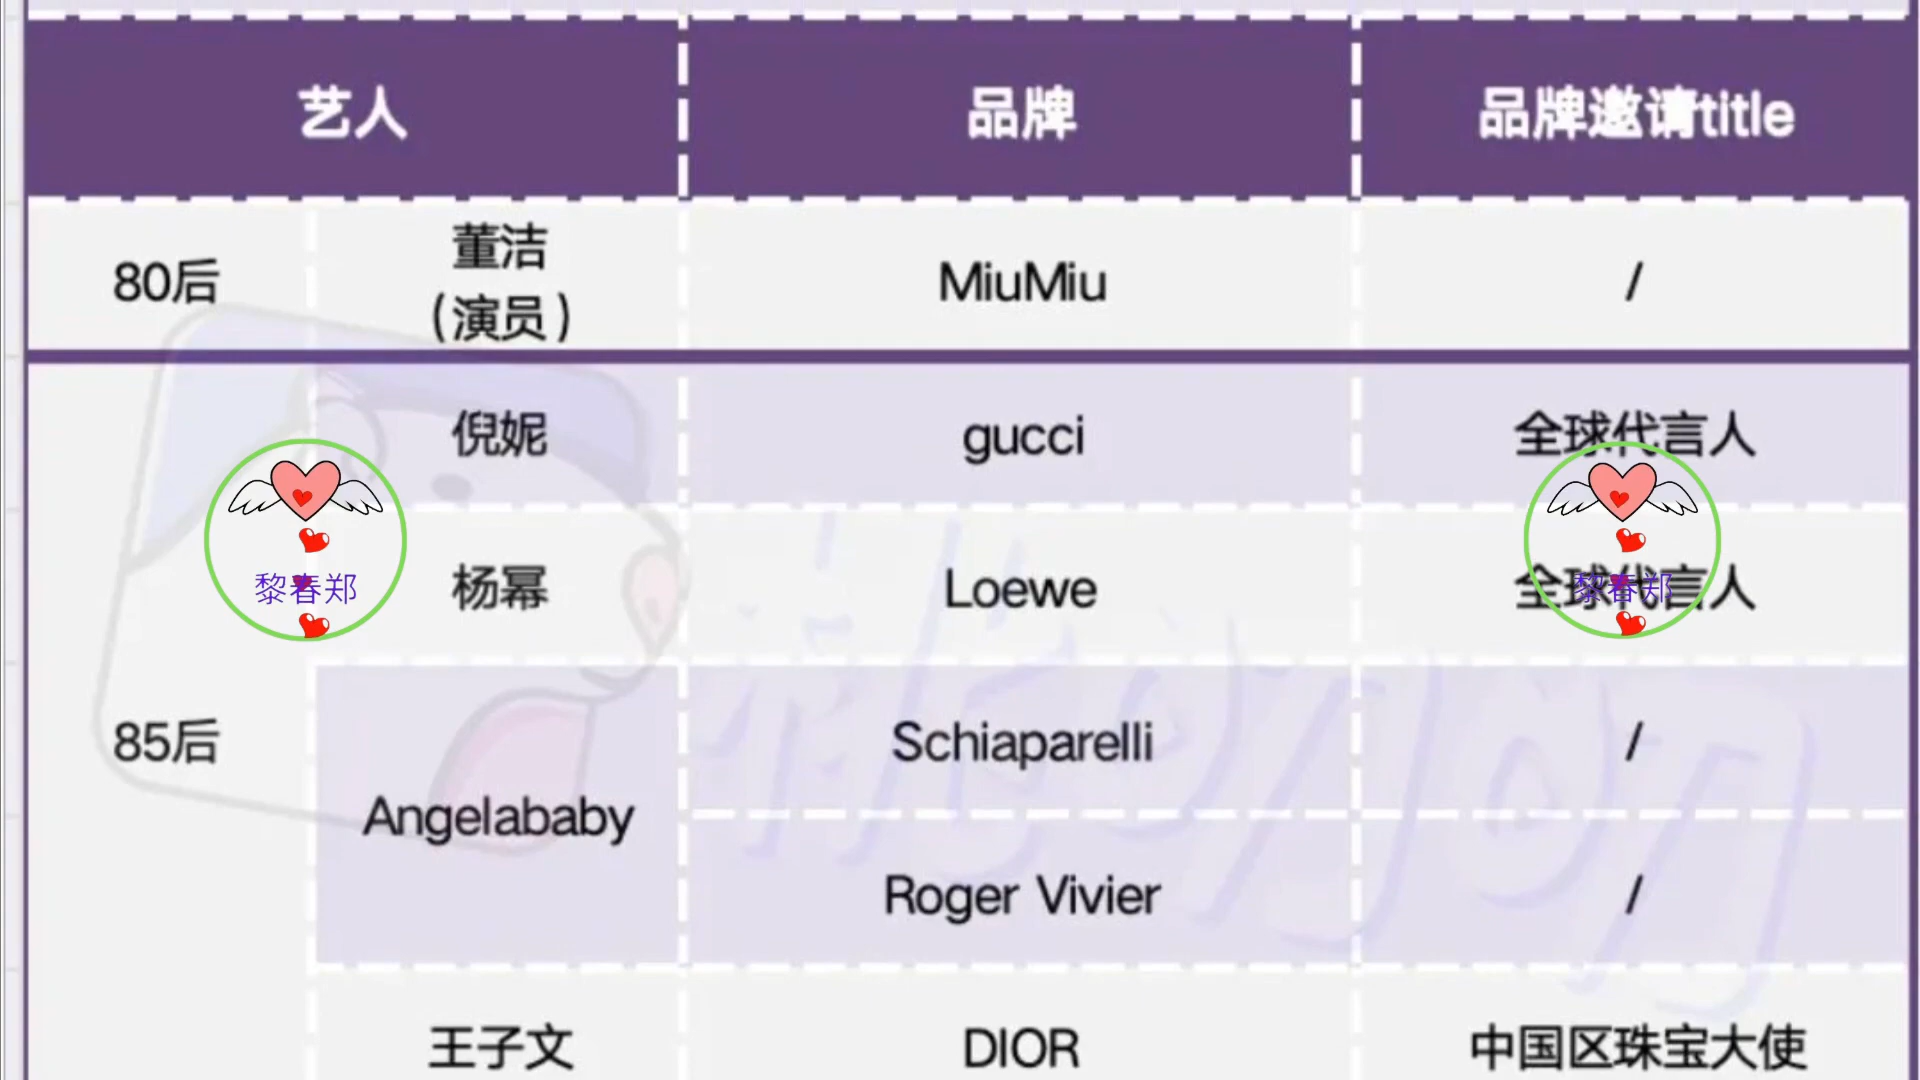 艺人 品牌 品牌邀请title
80后 董洁 MiuMiu /
(演员)
倪妮 gucci 全球代言人
黎春郑 杨幂 Loewe 全球代言人 黎春郑
85后 Schiaparelli /
Angelababy
Roger Vivier /
王子文 DIOR 中国区珠宝大使